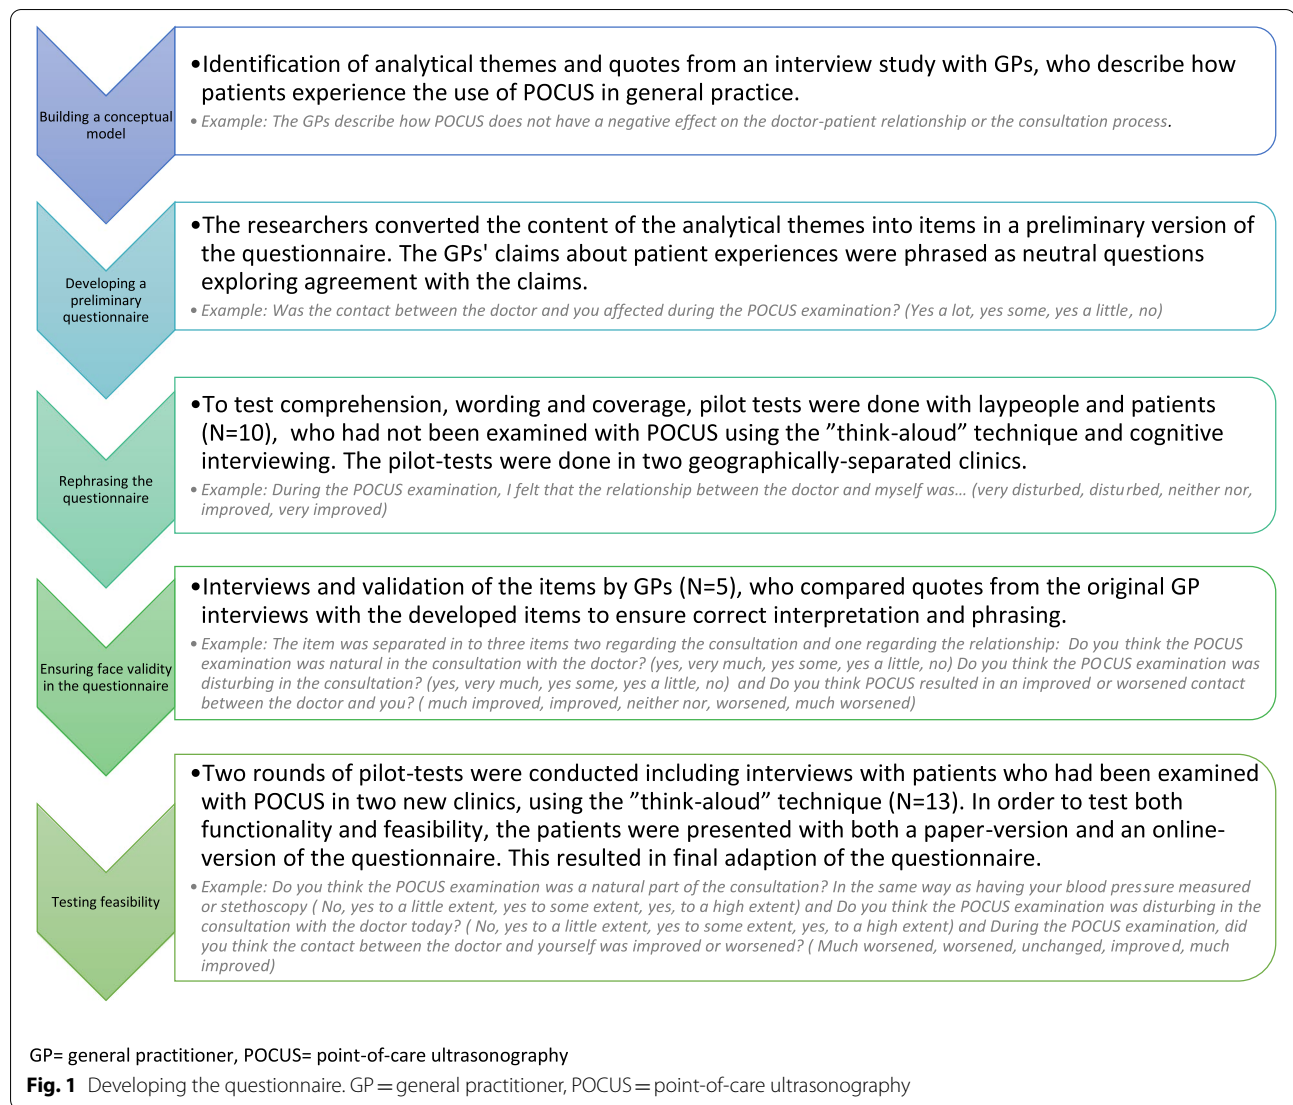 Building a conceptual
model
•Identification of analytical themes and quotes from an interview study with GPs, who describe how
patients experience the use of POCUS in general practice.
• Example: The GPs describe how POCUS does not have a negative effect on the doctor-patient relationship or the consultation process.
Developing a
preliminary
questionnaire
•The researchers converted the content of the analytical themes into items in a preliminary version of
the questionnaire. The GPs' claims about patient experiences were phrased as neutral questions
exploring agreement with the claims.
• Example: Was the contact between the doctor and you affected during the POCUS examination? (Yes a lot, yes some, yes a little, no)
Rephrasing the
questionnaire
•To test comprehension, wording and coverage, pilot tests were done with laypeople and patients
(N=10),  who had not been examined with POCUS using the ”think-aloud” technique and cognitive
interviewing. The pilot-tests were done in two geographically-separated clinics.
• Example: During the POCUS examination, I felt that the relationship between the doctor and myself was… (very disturbed, disturbed, neither nor,
improved, very improved)
Ensuring face validity
in the questionnaire
•Interviews and validation of the items by GPs (N=5), who compared quotes from the original GP
interviews with the developed items to ensure correct interpretation and phrasing.
• Example: The item was separated in to three items two regarding the consultation and one regarding the relationship:  Do you think the POCUS
examination was natural in the consultation with the doctor? (yes, very much, yes some, yes a little, no) Do you think the POCUS examination was
disturbing in the consultation? (yes, very much, yes some, yes a little, no)  and Do you think POCUS resulted in an improved or worsened contact
between the doctor and you? ( much improved, improved, neither nor, worsened, much worsened)
Testing feasibility
•Two rounds of pilot-tests were conducted including interviews with patients who had been examined
with POCUS in two new clinics, using the ”think-aloud” technique (N=13). In order to test both
functionality and feasibility, the patients were presented with both a paper-version and an online-
version of the questionnaire. This resulted in final adaption of the questionnaire.
• Example: Do you think the POCUS examination was a natural part of the consultation? In the same way as having your blood pressure measured
or stethoscopy ( No, yes to a little extent, yes to some extent, yes, to a high extent) and Do you think the POCUS examination was disturbing in the
consultation with the doctor today? ( No, yes to a little extent, yes to some extent, yes, to a high extent) and During the POCUS examination, did
you think the contact between the doctor and yourself was improved or worsened? ( Much worsened, worsened, unchanged, improved, much
improved)
GP= general practitioner, POCUS= point-of-care ultrasonography
Fig. 1 Developing the questionnaire. GP = general practitioner, POCUS = point-of-care ultrasonography